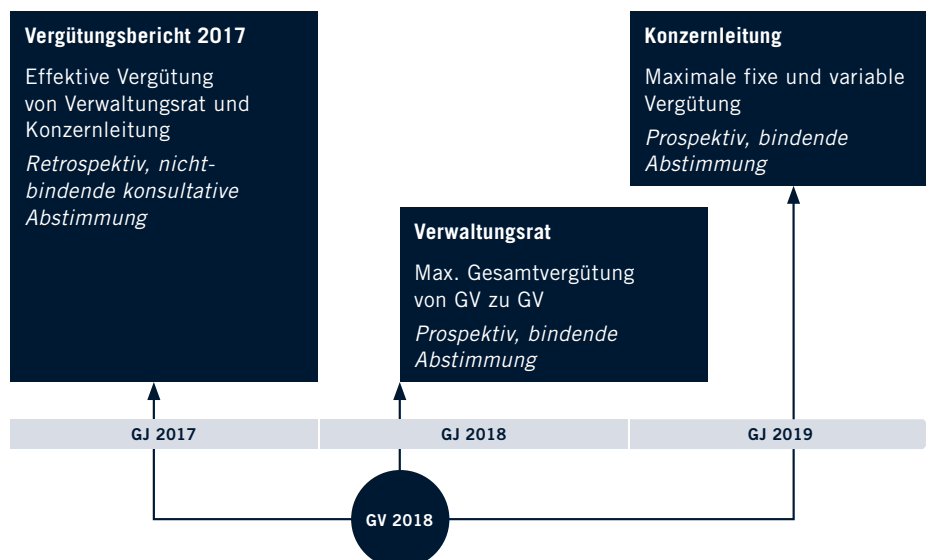 Vergütungsbericht 2017
Effektive Vergütung
von Verwaltungsrat und
Konzernleitung
Retrospektiv, nicht-
bindende konsultative
Abstimmung
Konzernleitung
Maximale fixe und variable
Vergütung
Prospektiv, bindende
Abstimmung
Verwaltungsrat
Max. Gesamtvergütung
von GV zu GV
Prospektiv, bindende
Abstimmung
GJ 2017
GJ 2018
GJ 2019
GV 2018